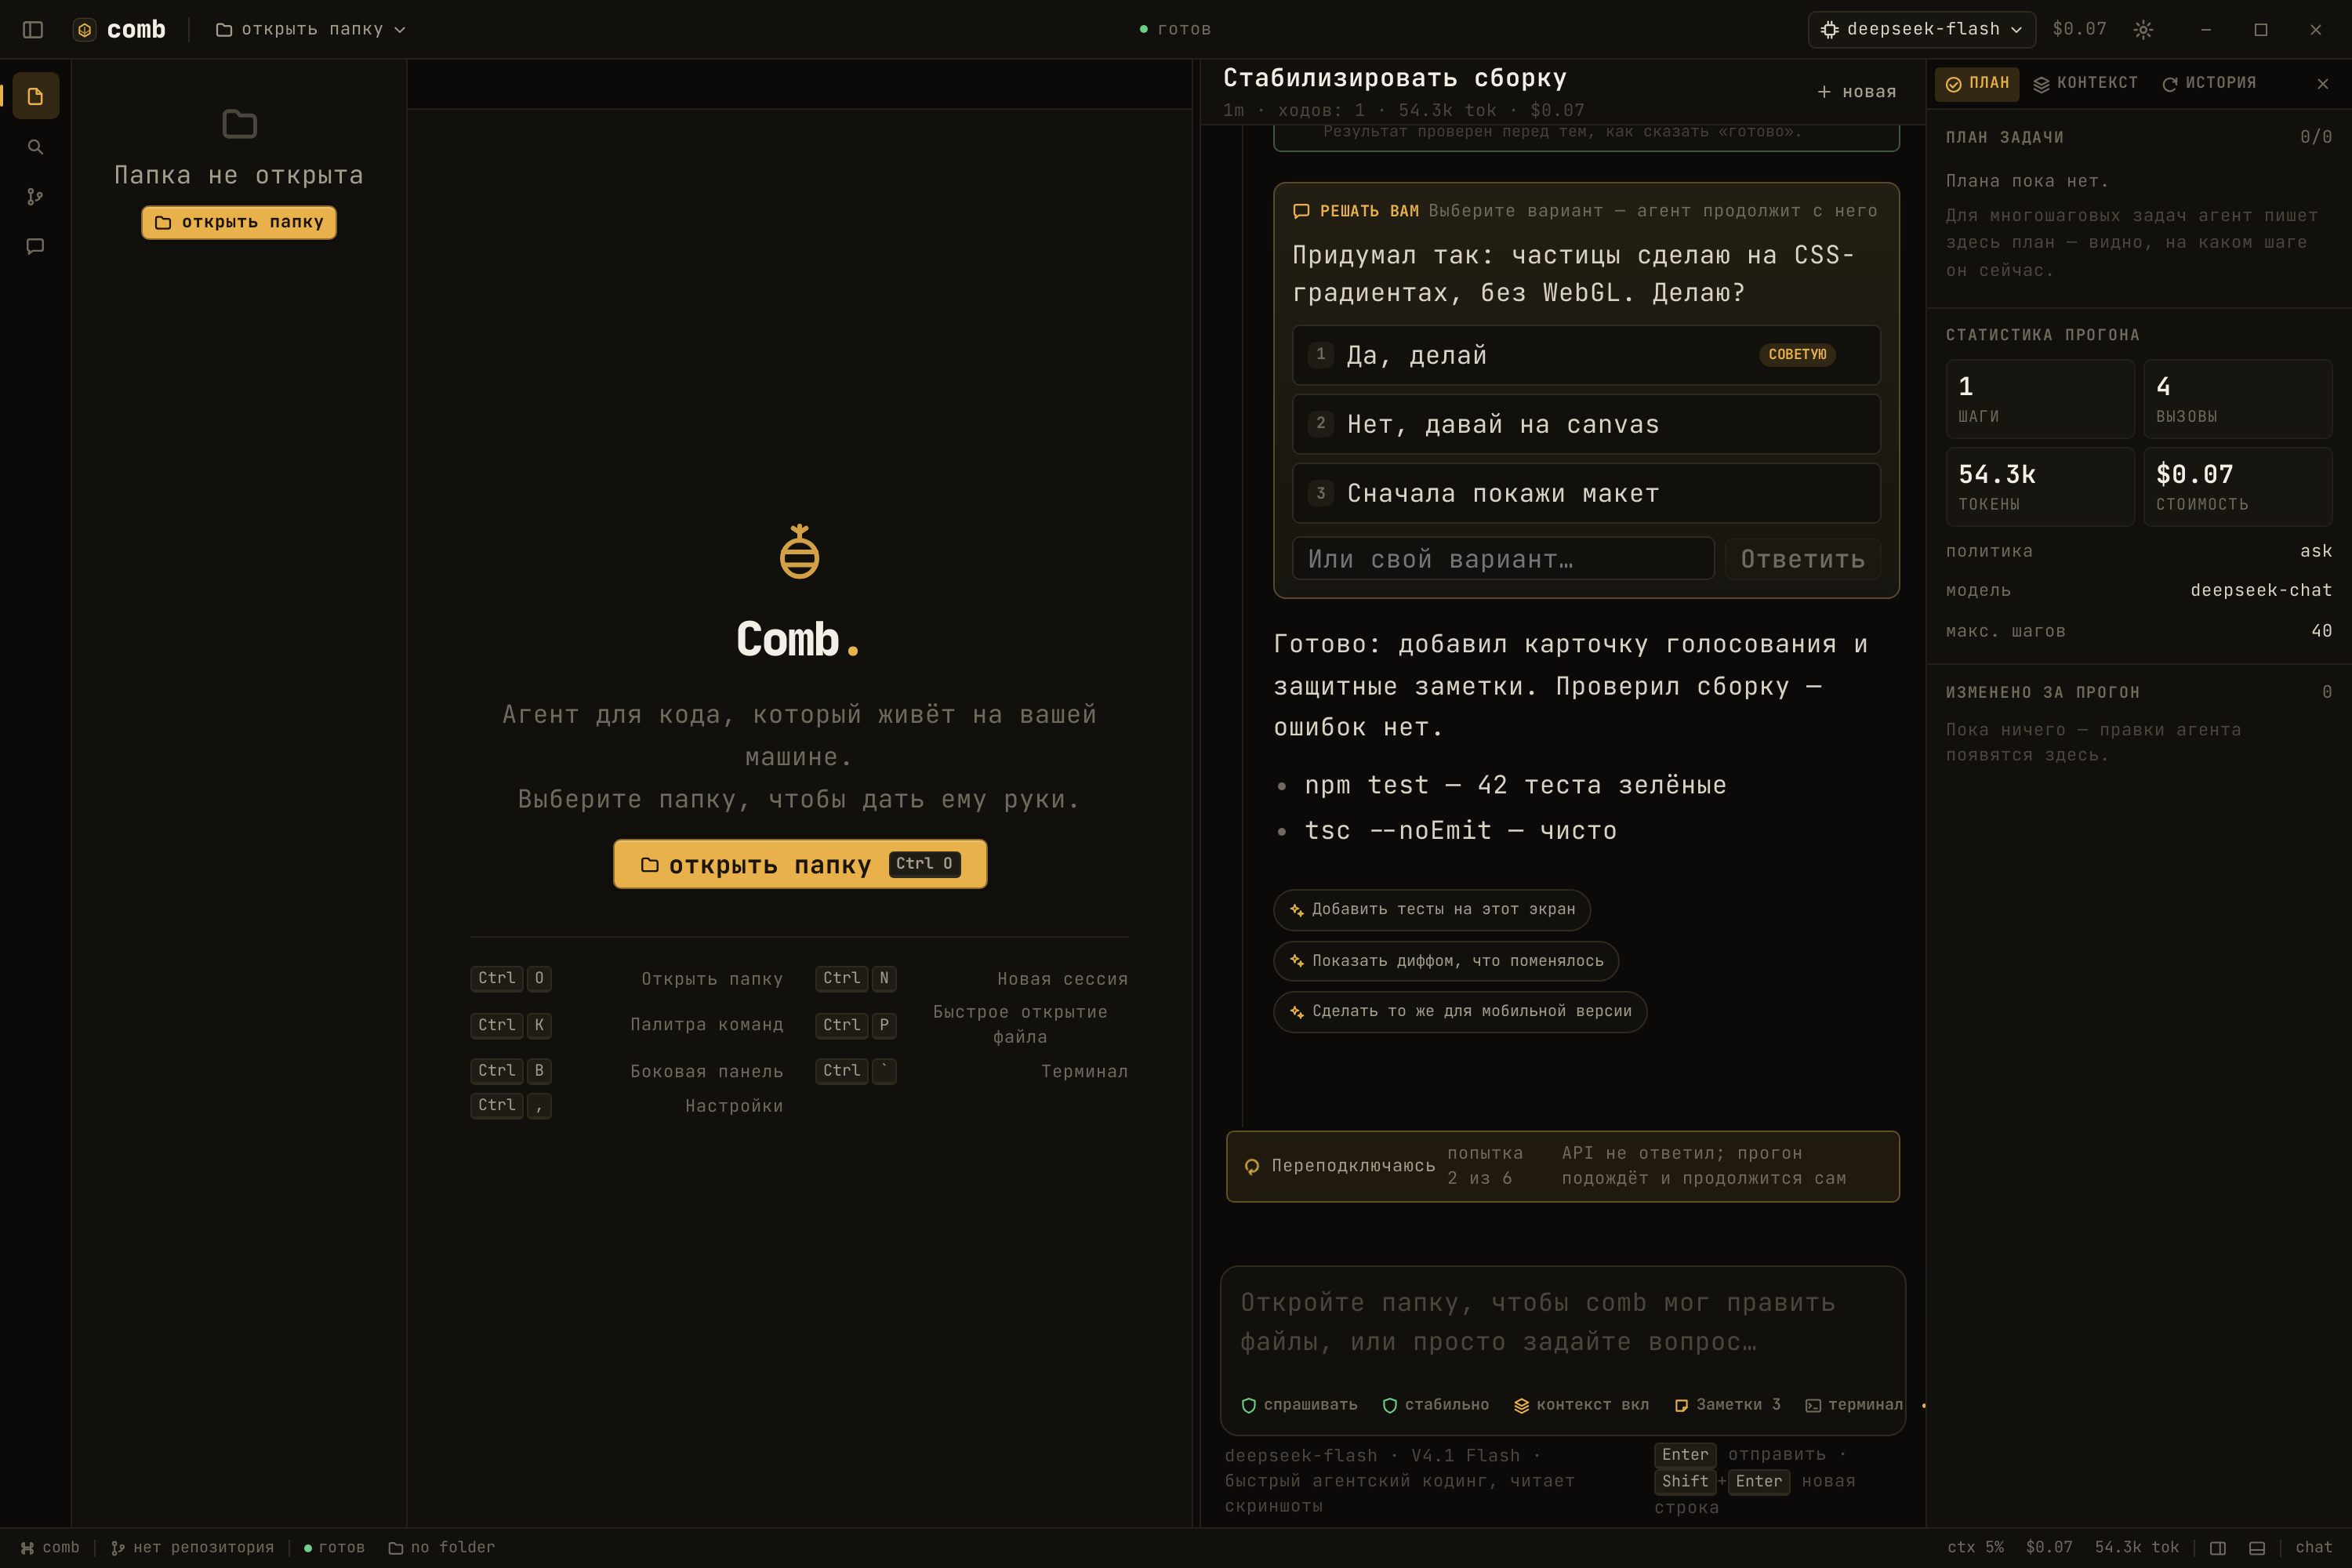 comb
открыть папку
готов
deepseek-flash
$0.07
Папка не открыта
открыть папку
Comb.
Агент для кода, который живёт на вашей
машине.
Выберите папку, чтобы дать ему руки.
открыть папку Ctrl O
Ctrl O Открыть папку
Ctrl N Новая сессия
Ctrl K Палитра команд
Ctrl P Быстрое открытие
файла
Ctrl B Боковая панель
Ctrl ` Терминал
Ctrl , Настройки
Стабилизировать сборку
1m · ходов: 1 · 54.3k tok · $0.07
+ новая
Результат проверен перед тем, как сказать «готово».
РЕШАТЬ ВАМ Выберите вариант — агент продолжит с него
Придумал так: частицы сделаю на CSS-
градиентах, без WebGL. Делаю?
1 Да, делай СОВЕТУЮ
2 Нет, давай на canvas
3 Сначала покажи макет
Или свой вариант… Ответить
Готово: добавил карточку голосования и
защитные заметки. Проверил сборку —
ошибок нет.
• npm test — 42 теста зелёные
• tsc --noEmit — чисто
Добавить тесты на этот экран
Показать диффом, что поменялось
Сделать то же для мобильной версии
Переподключаюсь
попытка
2 из 6
API не ответил; прогон
подождёт и продолжится сам
Откройте папку, чтобы comb мог править
файлы, или просто задайте вопрос…
спрашивать стабильно контекст вкл Заметки 3 терминал
deepseek-flash · V4.1 Flash ·
быстрый агентский кодинг, читает
скриншоты
Enter отправить ·
Shift+Enter новая
строка
ПЛАН КОНТЕКСТ ИСТОРИЯ
ПЛАН ЗАДАЧИ 0/0
Плана пока нет.
Для многошаговых задач агент пишет
здесь план — видно, на каком шаге
он сейчас.
СТАТИСТИКА ПРОГОНА
1
ШАГИ
4
ВЫЗОВЫ
54.3k
ТОКЕНЫ
$0.07
СТОИМОСТЬ
политика ask
модель deepseek-chat
макс. шагов 40
ИЗМЕНЕНО ЗА ПРОГОН 0
Пока ничего — правки агента
появятся здесь.
comb нет репозитория готов no folder
ctx 5% $0.07 54.3k tok chat